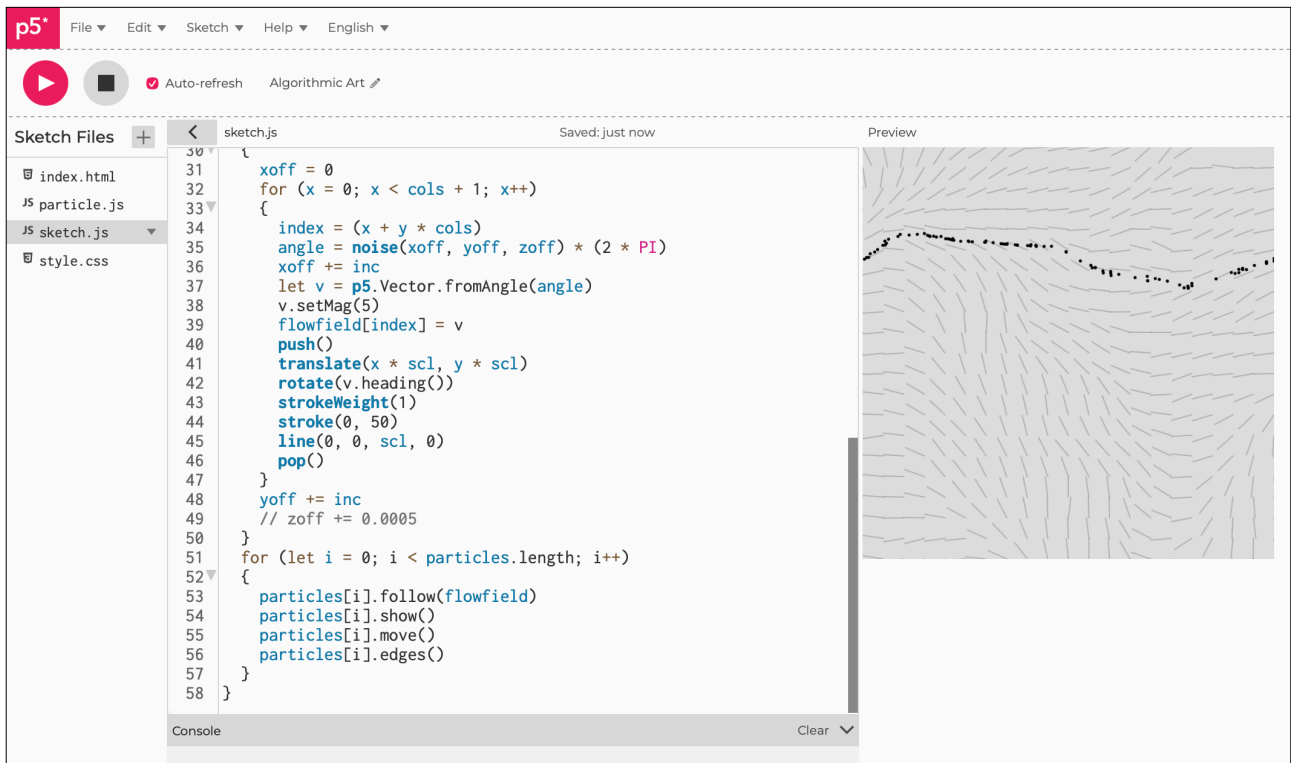 p5*
File
Edit
Sketch
Help
English
Auto-refresh
Algorithmic Art
Sketch Files
+
sketch.js
Saved: just now
Preview
index.html
JS particle.js
JS sketch.js
style.css
30 {
31 xoff = 0
32 for (x = 0; x < cols + 1; x++)
33 {
34 index = (x + y * cols)
35 angle = noise(xoff, yoff, zoff) * (2 * PI)
36 xoff += inc
37 let v = p5.Vector.fromAngle(angle)
38 v.setMag(5)
39 flowfield[index] = v
40 push()
41 translate(x * scl, y * scl)
42 rotate(v.heading())
43 strokeWeight(1)
44 stroke(0, 50)
45 line(0, 0, scl, 0)
46 pop()
47 }
48 yoff += inc
49 // zoff += 0.0005
50 }
51 for (let i = 0; i < particles.length; i++)
52 {
53 particles[i].follow(flowfield)
54 particles[i].show()
55 particles[i].move()
56 particles[i].edges()
57 }
58 }
Console
Clear